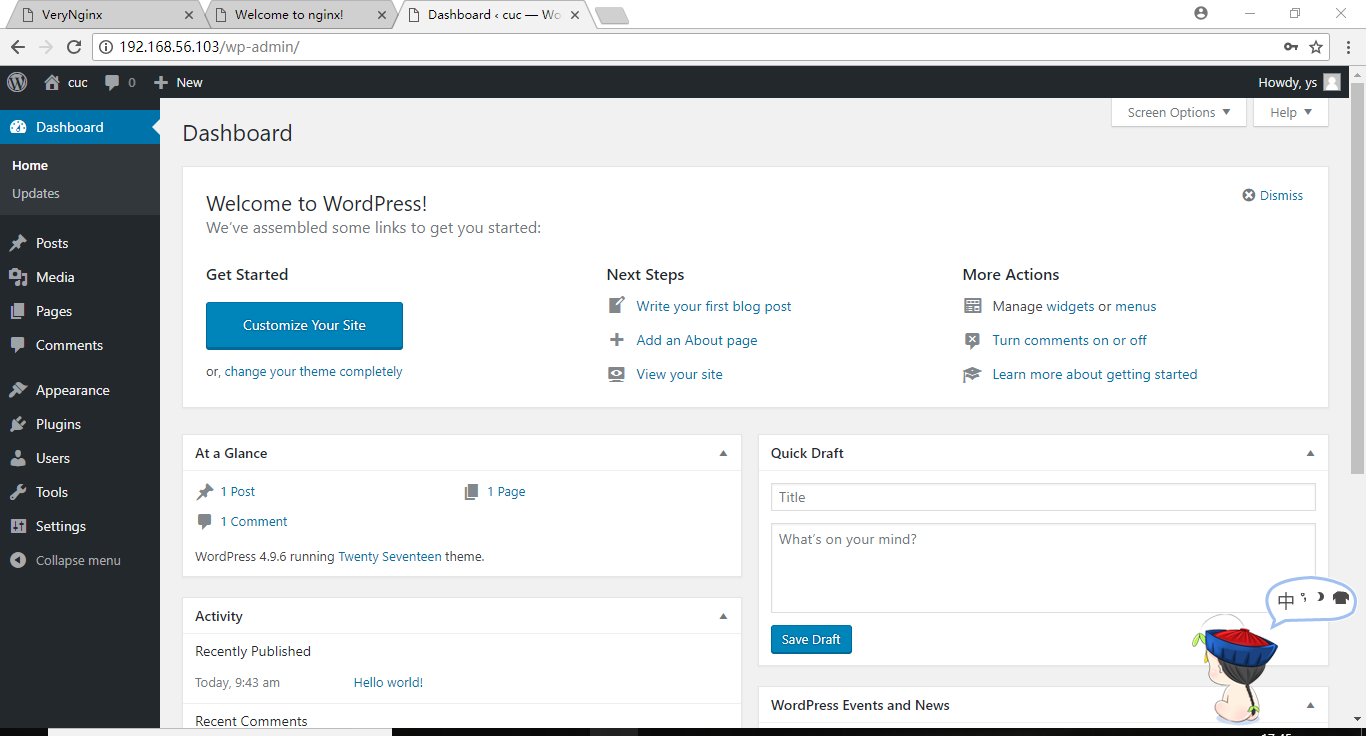 VeryNginx
Welcome to nginx!
Dashboard ‹ cuc — Wo
192.168.56.103/wp-admin/
cuc
0
New
Howdy, ys
Dashboard
Home
Updates
Posts
Media
Pages
Comments
Appearance
Plugins
Users
Tools
Settings
Collapse menu
Screen Options
Help
Dashboard
Welcome to WordPress!
We've assembled some links to get you started:
Dismiss
Get Started
Customize Your Site
or, change your theme completely
Next Steps
Write your first blog post
Add an About page
View your site
More Actions
Manage widgets or menus
Turn comments on or off
Learn more about getting started
At a Glance
1 Post
1 Page
1 Comment
WordPress 4.9.6 running Twenty Seventeen theme.
Activity
Recently Published
Today, 9:43 am
Hello world!
Recent Comments
Quick Draft
Title
What's on your mind?
Save Draft
WordPress Events and News
中